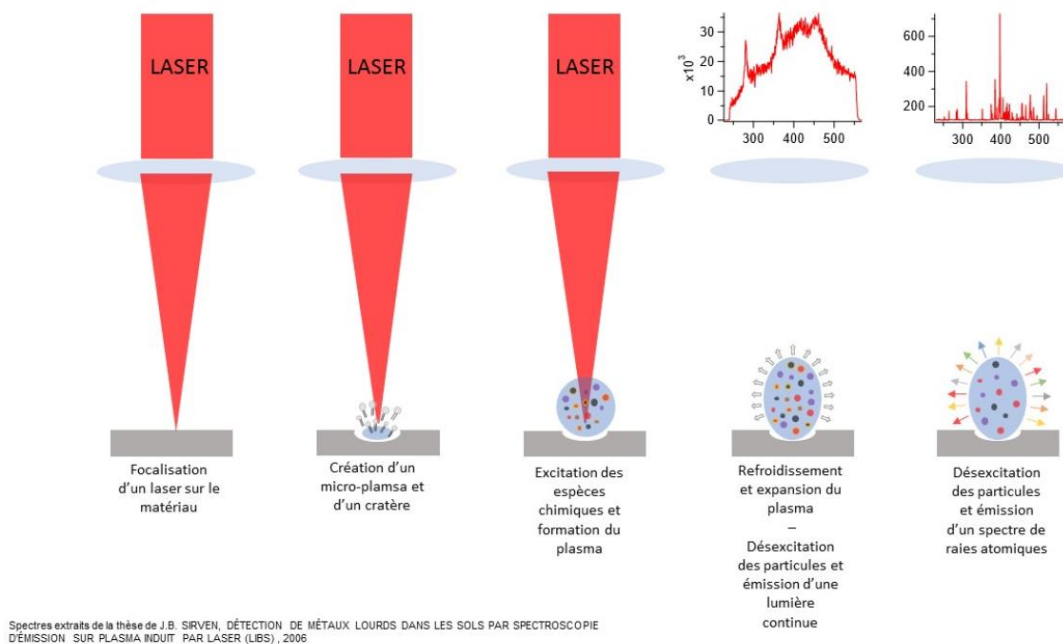 LASER
LASER
LASER
x10³
30
20
10
0
300 400 500
600
400
200
300 400 500
Focalisation
d'un laser sur le
matériau
Création d'un
micro-plamsa et
d'un cratère
Excitation des
espèces
chimiques et
formation du
plasma
Refroidissement
et expansion du
plasma
–
Désexcitation
des particules et
émission d'une
lumière
continue
Désexcitation
des particules
et émission
d'un spectre de
raies atomiques
Spectres extraits de la thèse de J.B. SIRVEN, DÉTECTION DE MÉTAUX LOURDS DANS LES SOLS PAR SPECTROSCOPIE
D'ÉMISSION SUR PLASMA INDUIT PAR LASER (LIBS) , 2006